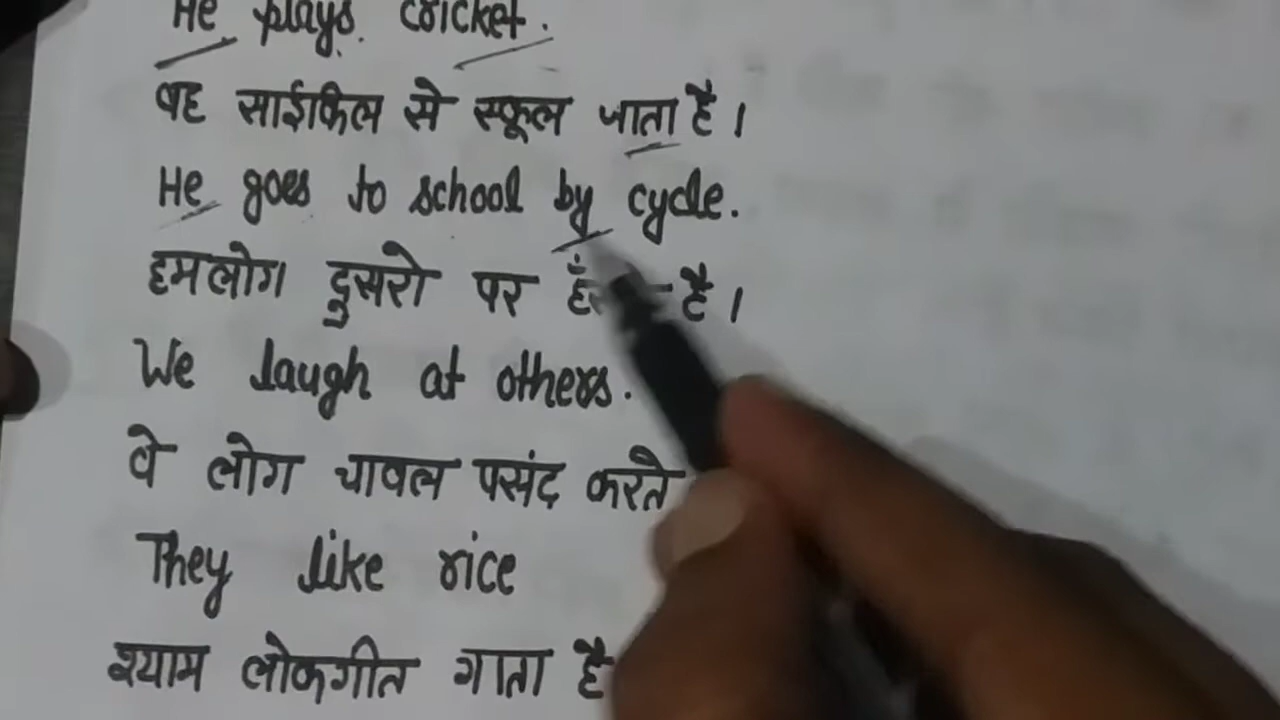 He plays cricket.
वह साईकिल से स्कूल जाता है।
He goes to school by cycle.
हमलोग दुसरो पर है।
We laugh at others.
वे लोग चावल पसंद करते
They like rice
श्याम लोकगीत गाता है